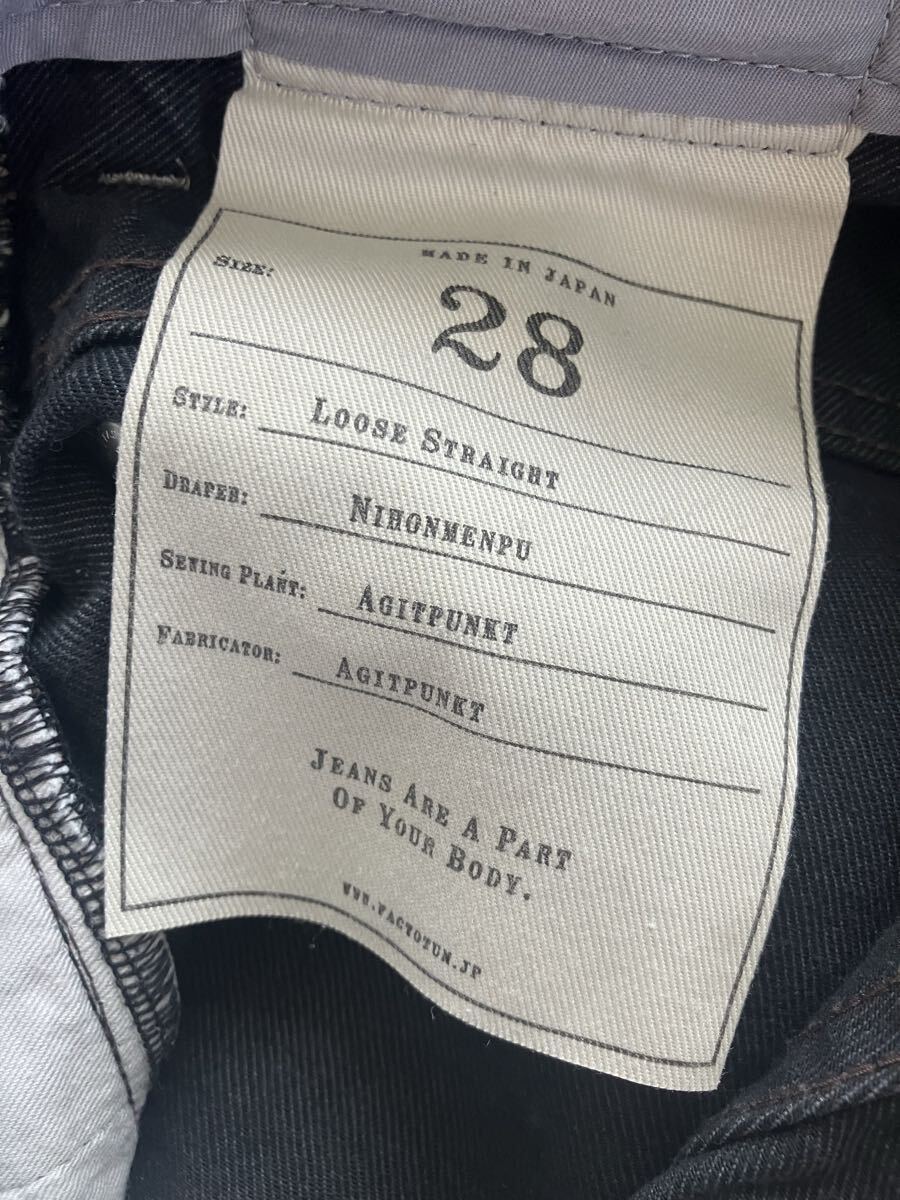 MADE IN JAPAN
SIZE: 28
STYLE: LOOSE STRAIGHT
DRAPER: NIHONMENPU
SEWING PLANT: AGITPUNKT
FABRICATOR: AGITPUNKT
JEANS ARE A PART
OF YOUR BODY.
WWW.FACTOTUM.JP